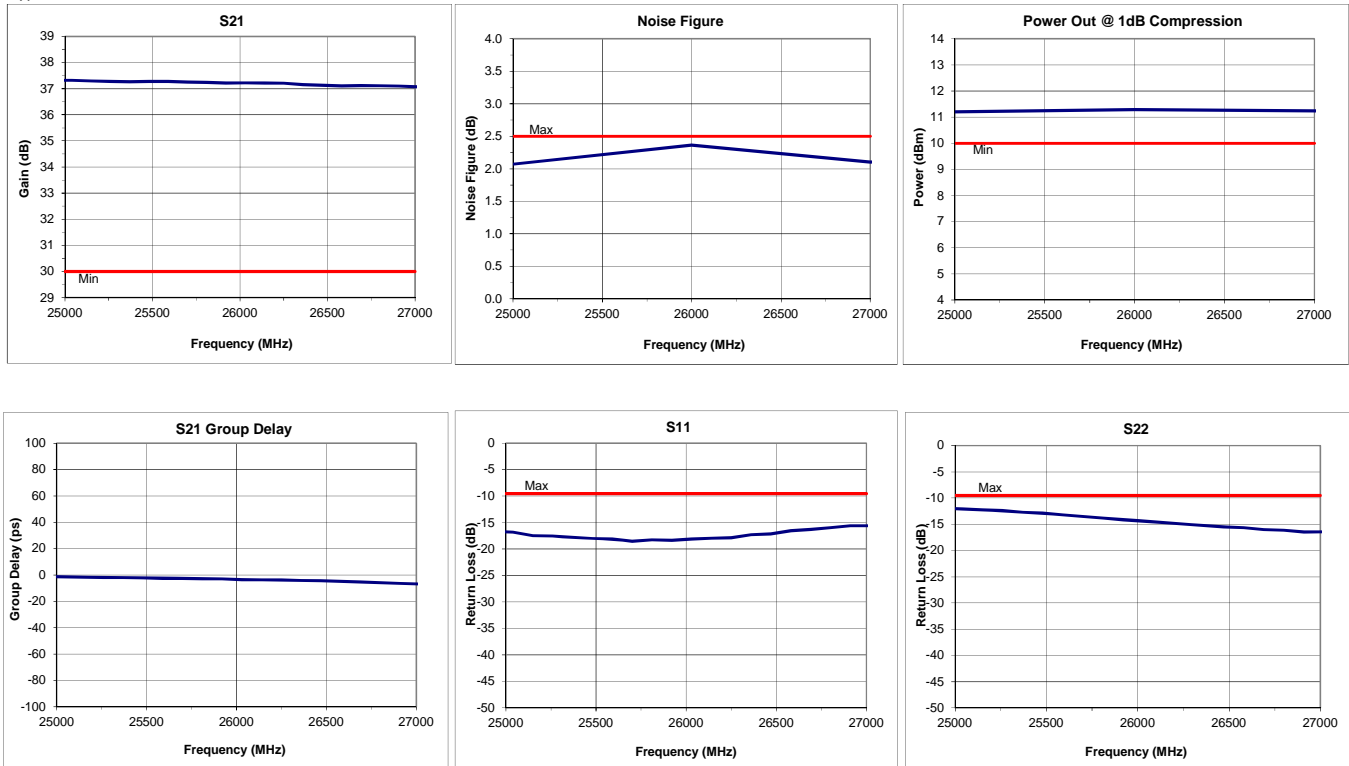 S21
39
38
37
36
35
34
33
32
31
30
29
Gain (dB)
Min
25000 25500 26000 26500 27000
Frequency (MHz)
Noise Figure
4.0
3.5
3.0
2.5
2.0
1.5
1.0
0.5
0.0
Noise Figure (dB)
Max
25000 25500 26000 26500 27000
Frequency (MHz)
Power Out @ 1dB Compression
14
13
12
11
10
9
8
7
6
5
4
Power (dBm)
Min
25000 25500 26000 26500 27000
Frequency (MHz)
S21 Group Delay
100
80
60
40
20
0
-20
-40
-60
-80
-100
Group Delay (ps)
25000 25500 26000 26500 27000
Frequency (MHz)
S11
0
-5
-10
-15
-20
-25
-30
-35
-40
-45
-50
Return Loss (dB)
Max
25000 25500 26000 26500 27000
Frequency (MHz)
S22
0
-5
-10
-15
-20
-25
-30
-35
-40
-45
-50
Return Loss (dB)
Max
25000 25500 26000 26500 27000
Frequency (MHz)